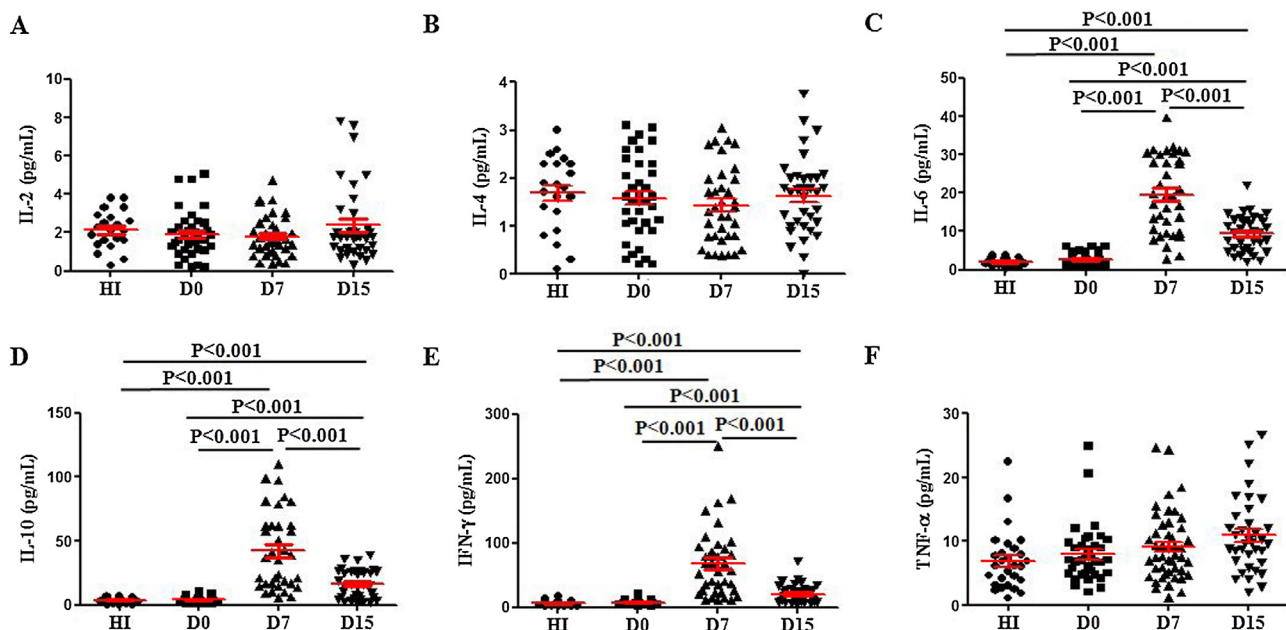 A
IL-2 (pg/mL)
10
8
6
4
2
0
HI D0 D7 D15
B
IL-4 (pg/mL)
4
3
2
1
0
HI D0 D7 D15
C
P<0.001
P<0.001
P<0.001
P<0.001 P<0.001
IL-6 (pg/mL)
50
40
30
20
10
0
HI D0 D7 D15
D
P<0.001
P<0.001
P<0.001
P<0.001 P<0.001
IL-10 (pg/mL)
150
100
50
0
HI D0 D7 D15
E
P<0.001
P<0.001
P<0.001
P<0.001 P<0.001
IFN-γ (pg/mL)
300
200
100
0
HI D0 D7 D15
F
TNF-α (pg/mL)
30
20
10
0
HI D0 D7 D15